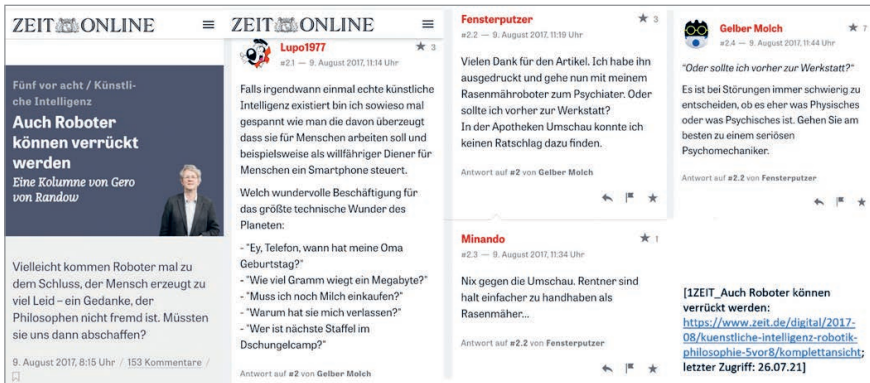 ZEIT ONLINE
Fünf vor acht / Künstli-
che Intelligenz
Auch Roboter
können verrückt
werden
Eine Kolumne von Gero
von Randow
Vielleicht kommen Roboter mal zu
dem Schluss, der Mensch erzeugt zu
viel Leid – ein Gedanke, der
Philosophen nicht fremd ist. Müssten
sie uns dann abschaffen?
9. August 2017, 8:15 Uhr / 153 Kommentare /
ZEIT ONLINE
Lupo1977
3
#2.1 — 9. August 2017, 11:14 Uhr
Falls irgendwann einmal echte künstliche
Intelligenz existiert bin ich sowieso mal
gespannt wie man die davon überzeugt
dass sie für Menschen arbeiten soll und
beispielsweise als willfähriger Diener für
Menschen ein Smartphone steuert.
Welch wundervolle Beschäftigung für
das größte technische Wunder des
Planeten:
- "Ey, Telefon, wann hat meine Oma
Geburtstag?"
- "Wie viel Gramm wiegt ein Megabyte?"
- "Muss ich noch Milch einkaufen?"
- "Warum hat sie mich verlassen?"
- "Wer ist nächste Staffel im
Dschungelcamp?"
Antwort auf #2 von Gelber Molch
Fensterputzer
3
#2.2 — 9. August 2017, 11:19 Uhr
Vielen Dank für den Artikel. Ich habe ihn
ausgedruckt und gehe nun mit meinem
Rasenmähroboter zum Psychiater. Oder
sollte ich vorher zur Werkstatt?
In der Apotheken Umschau konnte ich
keinen Ratschlag dazu finden.
Antwort auf #2 von Gelber Molch
Minando
1
#2.3 — 9. August 2017, 11:34 Uhr
Nix gegen die Umschau. Rentner sind
halt einfacher zu handhaben als
Rasenmäher...
Antwort auf #2.2 von Fensterputzer
Gelber Molch
7
#2.4 — 9. August 2017, 11:44 Uhr
"Oder sollte ich vorher zur Werkstatt?"
Es ist bei Störungen immer schwierig zu
entscheiden, ob es eher was Physisches
oder was Psychisches ist. Gehen Sie am
besten zu einem seriösen
Psychomechaniker.
Antwort auf #2.2 von Fensterputzer
[1ZEIT_Auch Roboter können
verrückt werden:
https://www.zeit.de/digital/2017-
08/kuenstliche-intelligenz-robotik-
philosophie-5vor8/komplettansicht;
letzter Zugriff: 26.07.21]